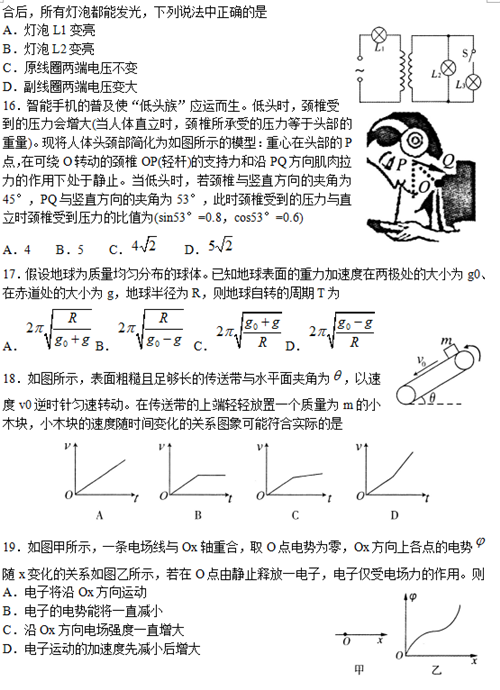 合后，所有灯泡都能发光，下列说法中正确的是
A．灯泡L1变亮
B．灯泡L2变亮
C．原线圈两端电压不变
D．副线圈两端电压变大
L₁
~
S
L₂
L₃
16．智能手机的普及使“低头族”应运而生。低头时，颈椎受
到的压力会增大(当人体直立时，颈椎所承受的压力等于头部的
重量)。现将人体头颈部简化为如图所示的模型：重心在头部的P
点,在可绕O转动的颈椎OP(轻杆)的支持力和沿PQ方向肌肉拉
力的作用下处于静止。当低头时，若颈椎与竖直方向的夹角为
45°，PQ与竖直方向的夹角为 53°，此时颈椎受到的压力与直
立时颈椎受到压力的比值为(sin53°=0.8，cos53°=0.6)
P
Q
O
A．4 B．5 C．4√2 D．5√2
17．假设地球为质量均匀分布的球体。已知地球表面的重力加速度在两极处的大小为 g0、
在赤道处的大小为 g，地球半径为 R，则地球自转的周期T为
A．2π√(R/(g₀+g)) B．2π√(R/(g₀-g)) C．2π√((g₀+g)/R) D．2π√((g₀-g)/R)
18．如图所示，表面粗糙且足够长的传送带与水平面夹角为θ，以速
度 v0 逆时针匀速转动。在传送带的上端轻轻放置一个质量为 m 的小
木块，小木块的速度随时间变化的关系图象可能符合实际的是
m
v₀
θ
v O t v O t v O t v O t
A B C D
19．如图甲所示，一条电场线与Ox轴重合，取O点电势为零，Ox方向上各点的电势φ
随 x变化的关系如图乙所示，若在O点由静止释放一电子，电子仅受电场力的作用。则
A．电子将沿Ox方向运动
B．电子的电势能将一直减小
C．沿Ox方向电场强度一直增大
D．电子运动的加速度先减小后增大
O x
甲
φ
O x
乙